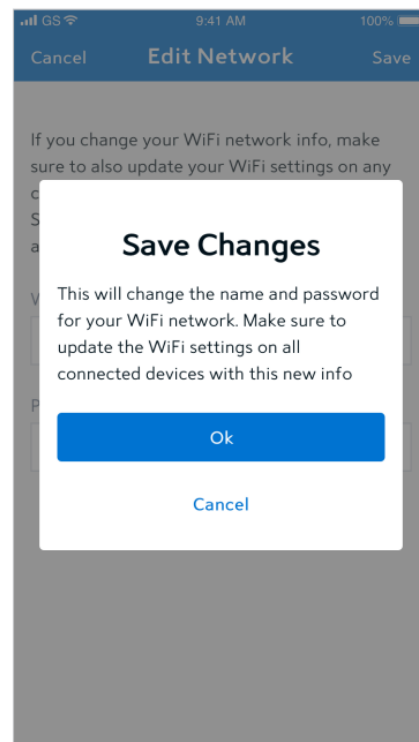 GS 9:41 AM 100%
Cancel Edit Network Save
If you change your WiFi network info, make
sure to also update your WiFi settings on any
Save Changes
This will change the name and password
for your WiFi network. Make sure to
update the WiFi settings on all
connected devices with this new info
Ok
Cancel